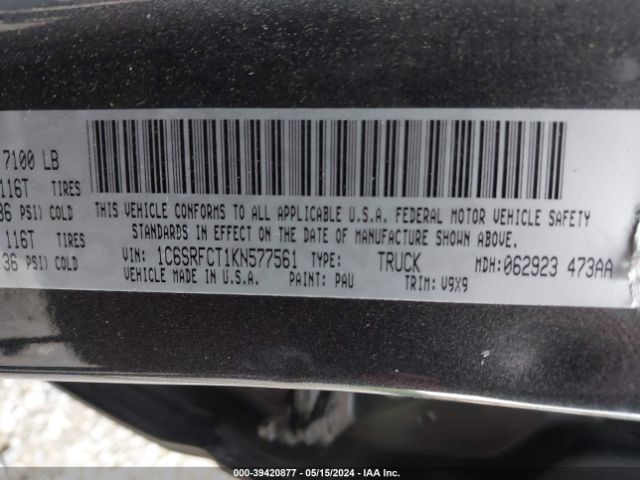 7100 LB
116T TIRES
36 PSI) COLD
116T TIRES
36 PSI) COLD
THIS VEHICLE CONFORMS TO ALL APPLICABLE U.S.A. FEDERAL MOTOR VEHICLE SAFETY
STANDARDS IN EFFECT ON THE DATE OF MANUFACTURE SHOWN ABOVE.
VIN: 1C6SRFCT1KN577561 TYPE: TRUCK MDH: 062923 473AA
VEHICLE MADE IN U.S.A. PAINT: PAU TRIM: V9X9
000-39420877 - 05/15/2024 - IAA Inc.